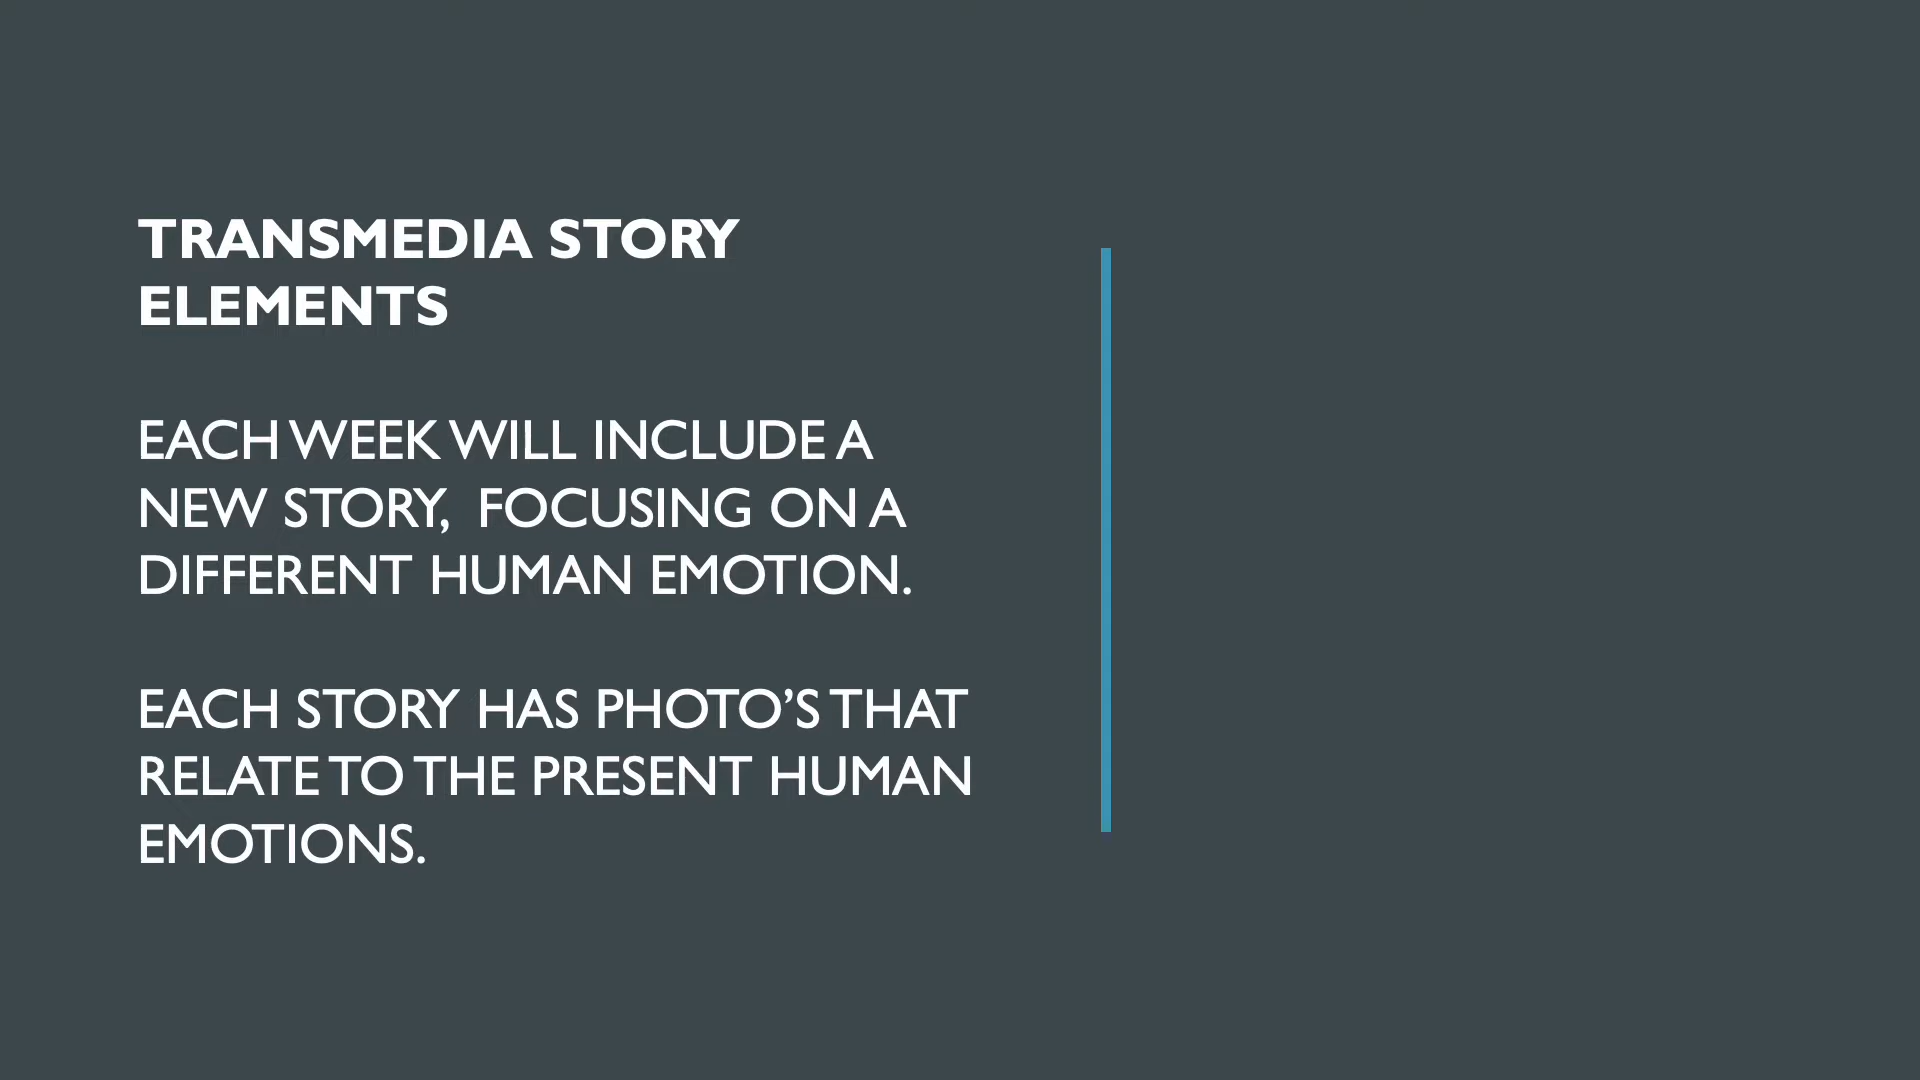 TRANSMEDIA STORY
ELEMENTS
EACH WEEK WILL INCLUDE A
NEW STORY,  FOCUSING ON A
DIFFERENT HUMAN EMOTION.
EACH STORY HAS PHOTO’S THAT
RELATE TO THE PRESENT HUMAN
EMOTIONS.